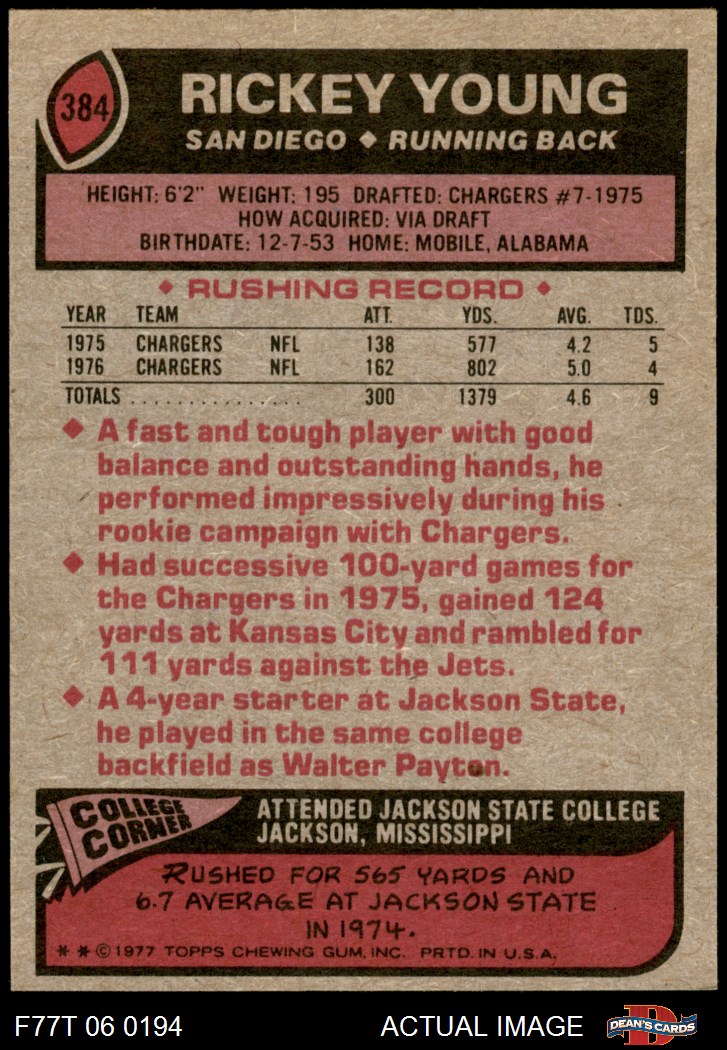 384
RICKEY YOUNG
SAN DIEGO ◆ RUNNING BACK
HEIGHT: 6'2" WEIGHT: 195 DRAFTED: CHARGERS #7-1975
HOW ACQUIRED: VIA DRAFT
BIRTHDATE: 12-7-53 HOME: MOBILE, ALABAMA
◆ RUSHING RECORD ◆
YEAR TEAM ATT. YDS. AVG. TDS.
1975 CHARGERS NFL 138 577 4.2 5
1976 CHARGERS NFL 162 802 5.0 4
TOTALS ............... 300 1379 4.6 9
◆ A fast and tough player with good
balance and outstanding hands, he
performed impressively during his
rookie campaign with Chargers.
◆ Had successive 100-yard games for
the Chargers in 1975, gained 124
yards at Kansas City and rambled for
111 yards against the Jets.
◆ A 4-year starter at Jackson State,
he played in the same college
backfield as Walter Payton.
COLLEGE
CORNER
ATTENDED JACKSON STATE COLLEGE
JACKSON, MISSISSIPPI
RUSHED FOR 565 YARDS AND
6.7 AVERAGE AT JACKSON STATE
IN 1974.
* * © 1977 TOPPS CHEWING GUM, INC. PRTD. IN U.S.A.
F77T 06 0194 ACTUAL IMAGE
D
DEAN'S CARDS